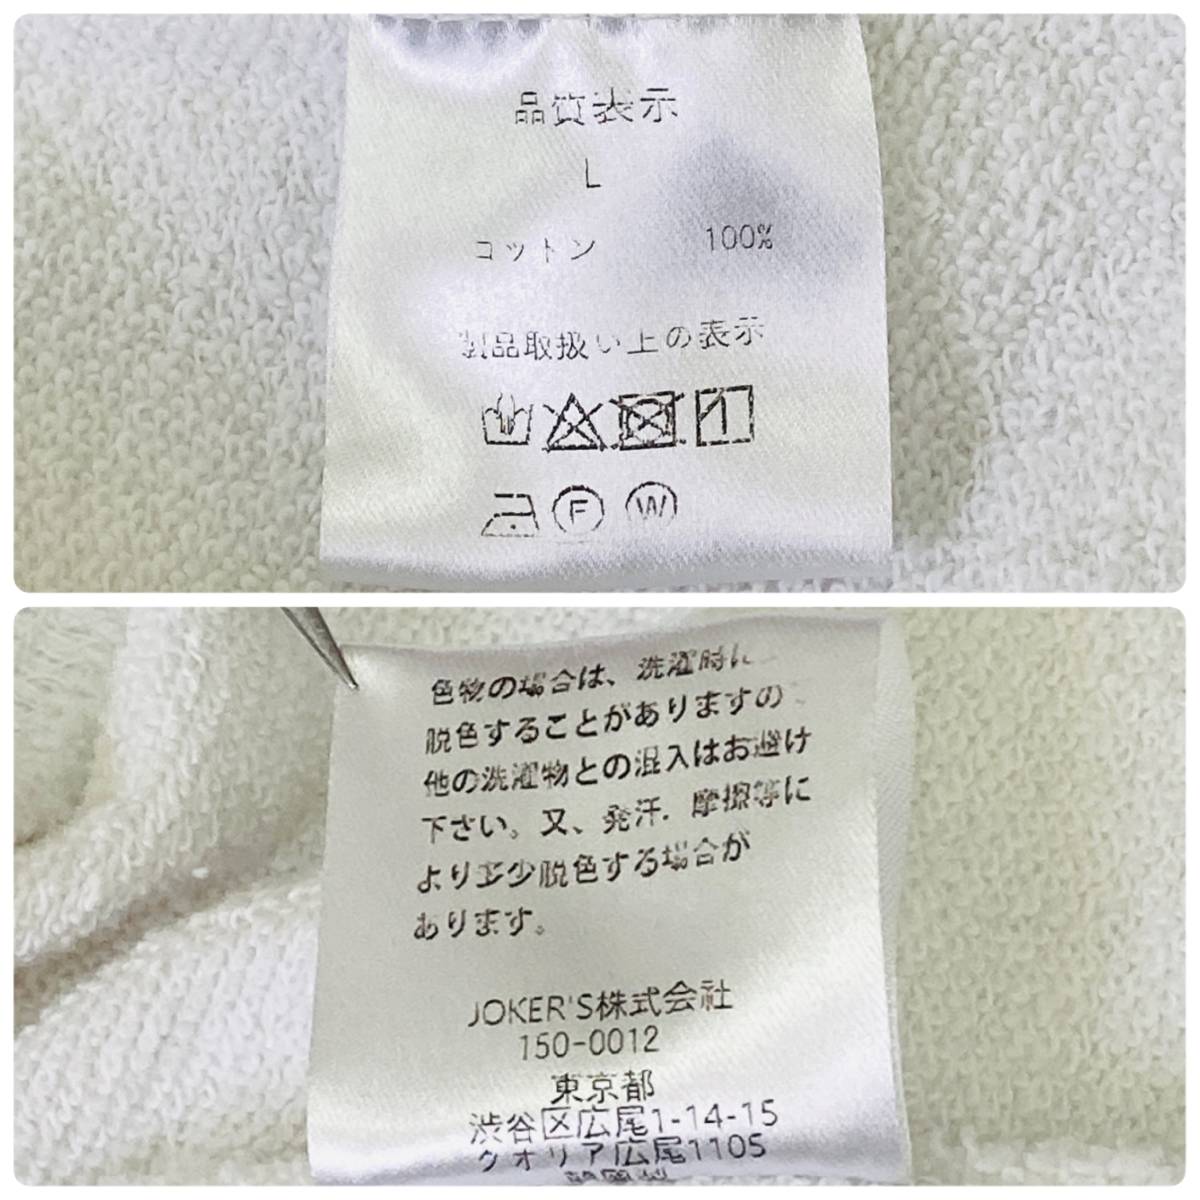 品質表示
L
コットン 100%
製品取扱い上の表示
F W
色物の場合は、洗濯時に
脱色することがありますので
他の洗濯物との混入はお避け
下さい。又、発汗．摩擦等に
より多少脱色する場合が
あります。
JOKER'S株式会社
150-0012
東京都
渋谷区広尾1-14-15
クオリア広尾1105
韓国製